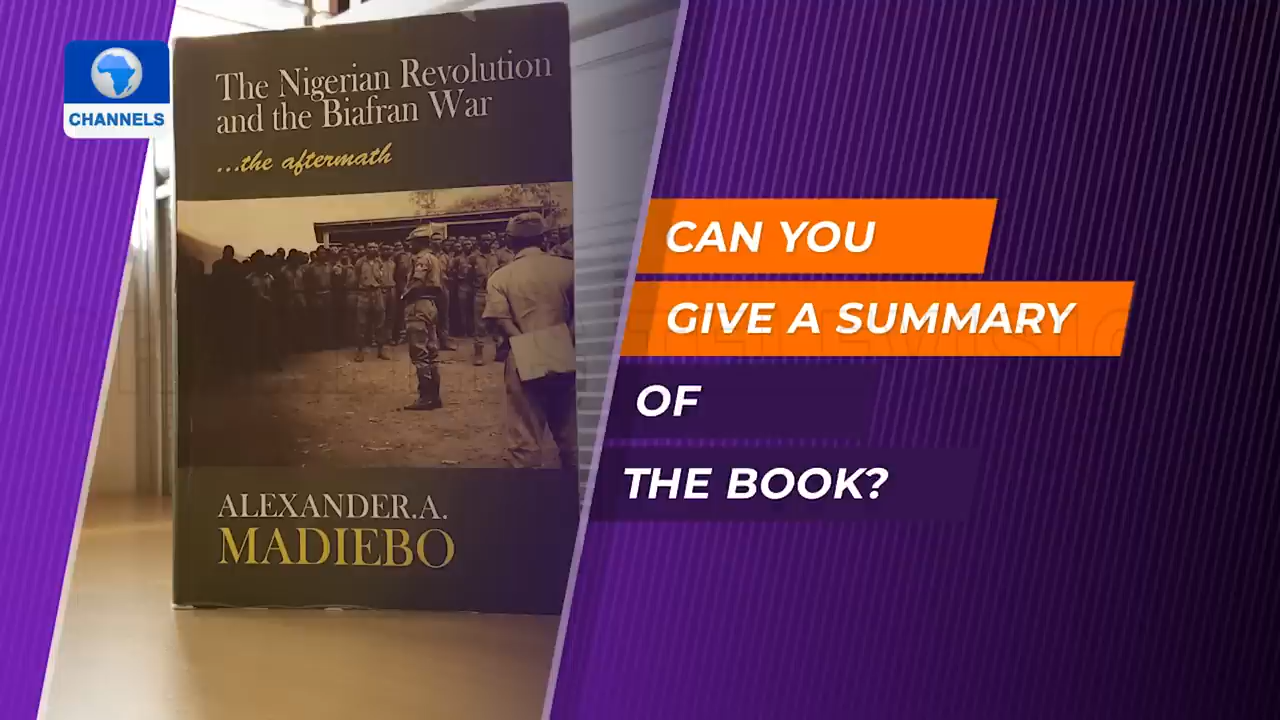 CHANNELS
The Nigerian Revolution
and the Biafran War
...the aftermath
ALEXANDER.A.
MADIEBO
CAN YOU
GIVE A SUMMARY
OF
THE BOOK?